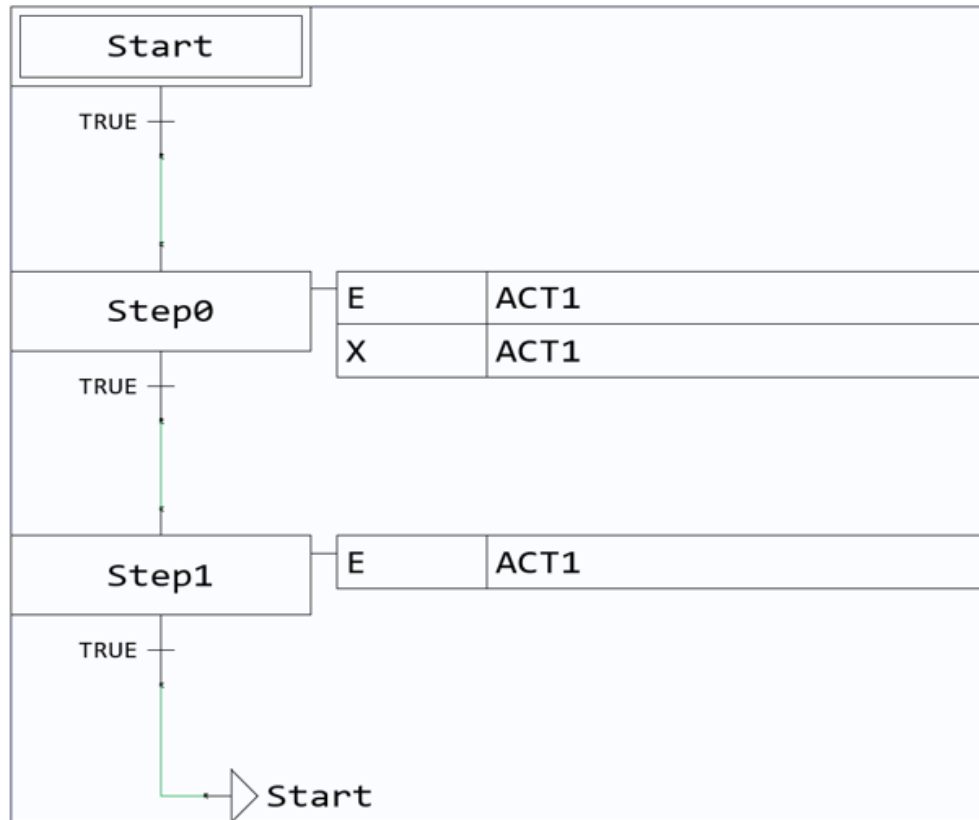 Start
TRUE
Step0
E ACT1
X ACT1
TRUE
Step1
E ACT1
TRUE
Start